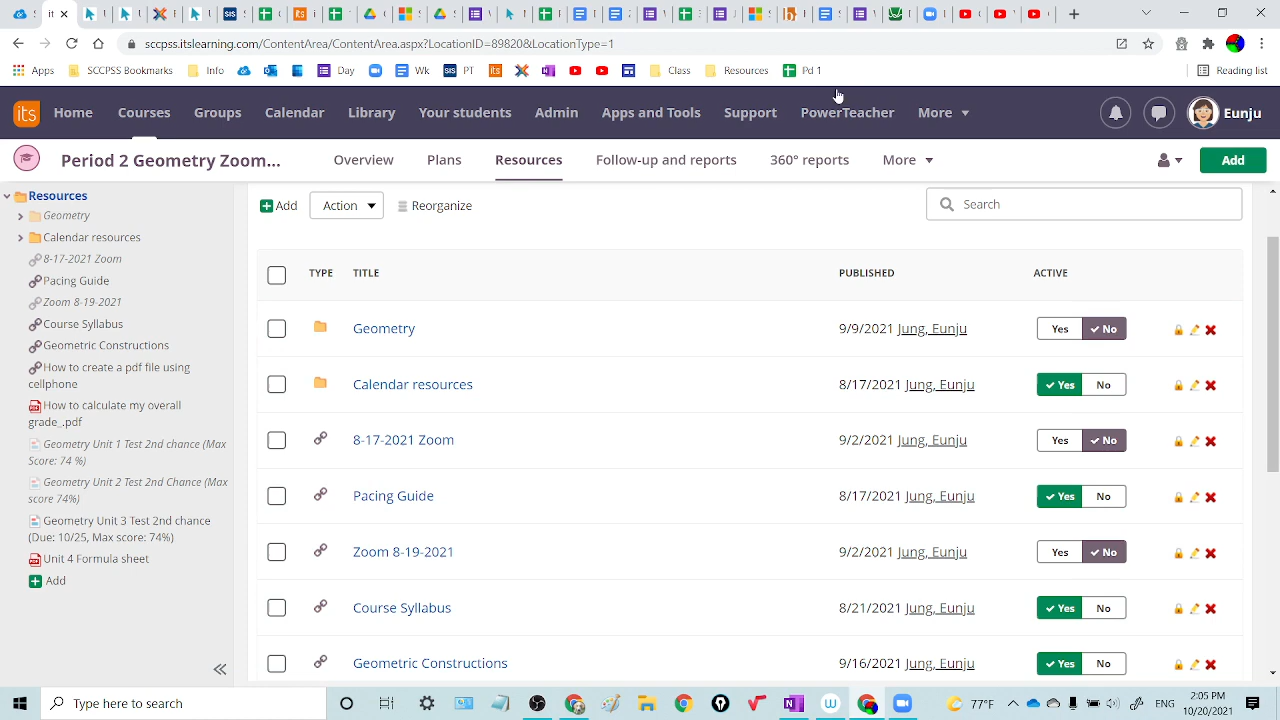 sccpss.itslearning.com/ContentArea/ContentArea.aspx?LocationID=89820&LocationType=1
Apps SCCPSS Bookmarks Info Day Wk PT Class Resources Pd 1 Reading list
its Home Courses Groups Calendar Library Your students Admin Apps and Tools Support PowerTeacher More Eunju
Period 2 Geometry Zoom... Overview Plans Resources Follow-up and reports 360° reports More Add
Resources
Geometry
Calendar resources
8-17-2021 Zoom
Pacing Guide
Zoom 8-19-2021
Course Syllabus
Geometric Constructions
How to create a pdf file using
cellphone
How to calculate my overall
grade_.pdf
Geometry Unit 1 Test 2nd chance (Max
Score: 74 %)
Geometry Unit 2 Test 2nd Chance (Max
score 74%)
Geometry Unit 3 Test 2nd chance
(Due: 10/25, Max score: 74%)
Unit 4 Formula sheet
Add
Add Action Reorganize Search
TYPE TITLE PUBLISHED ACTIVE
Geometry 9/9/2021 Jung, Eunju Yes No
Calendar resources 8/17/2021 Jung, Eunju Yes No
8-17-2021 Zoom 9/2/2021 Jung, Eunju Yes No
Pacing Guide 8/17/2021 Jung, Eunju Yes No
Zoom 8-19-2021 9/2/2021 Jung, Eunju Yes No
Course Syllabus 8/21/2021 Jung, Eunju Yes No
Geometric Constructions 9/16/2021 Jung, Eunju Yes No
Type here to search 77°F 2:05 PM
10/20/2021